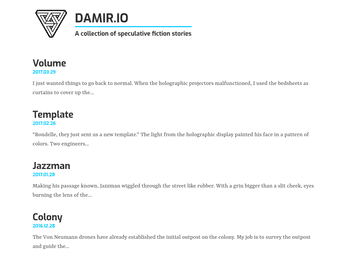 DAMIR.IO
A collection of speculative fiction stories
Volume
2017.03.29
I just wanted things to go back to normal. When the holographic projectors malfunctioned, I used the bedsheets as
curtains to cover up the...
Template
2017.02.26
"Boudelle, they just sent us a new template." The light from the holographic display painted his face in a pattern of
colors. Two engineers...
Jazzman
2017.01.28
Making his passage known, Jazzman wiggled through the street like rubber. With a grin bigger than a slit cheek, eyes
burning the lens of the...
Colony
2016.12.28
The Von Neumann drones have already established the initial outpost on the colony. My job is to survey the outpost
and guide the...